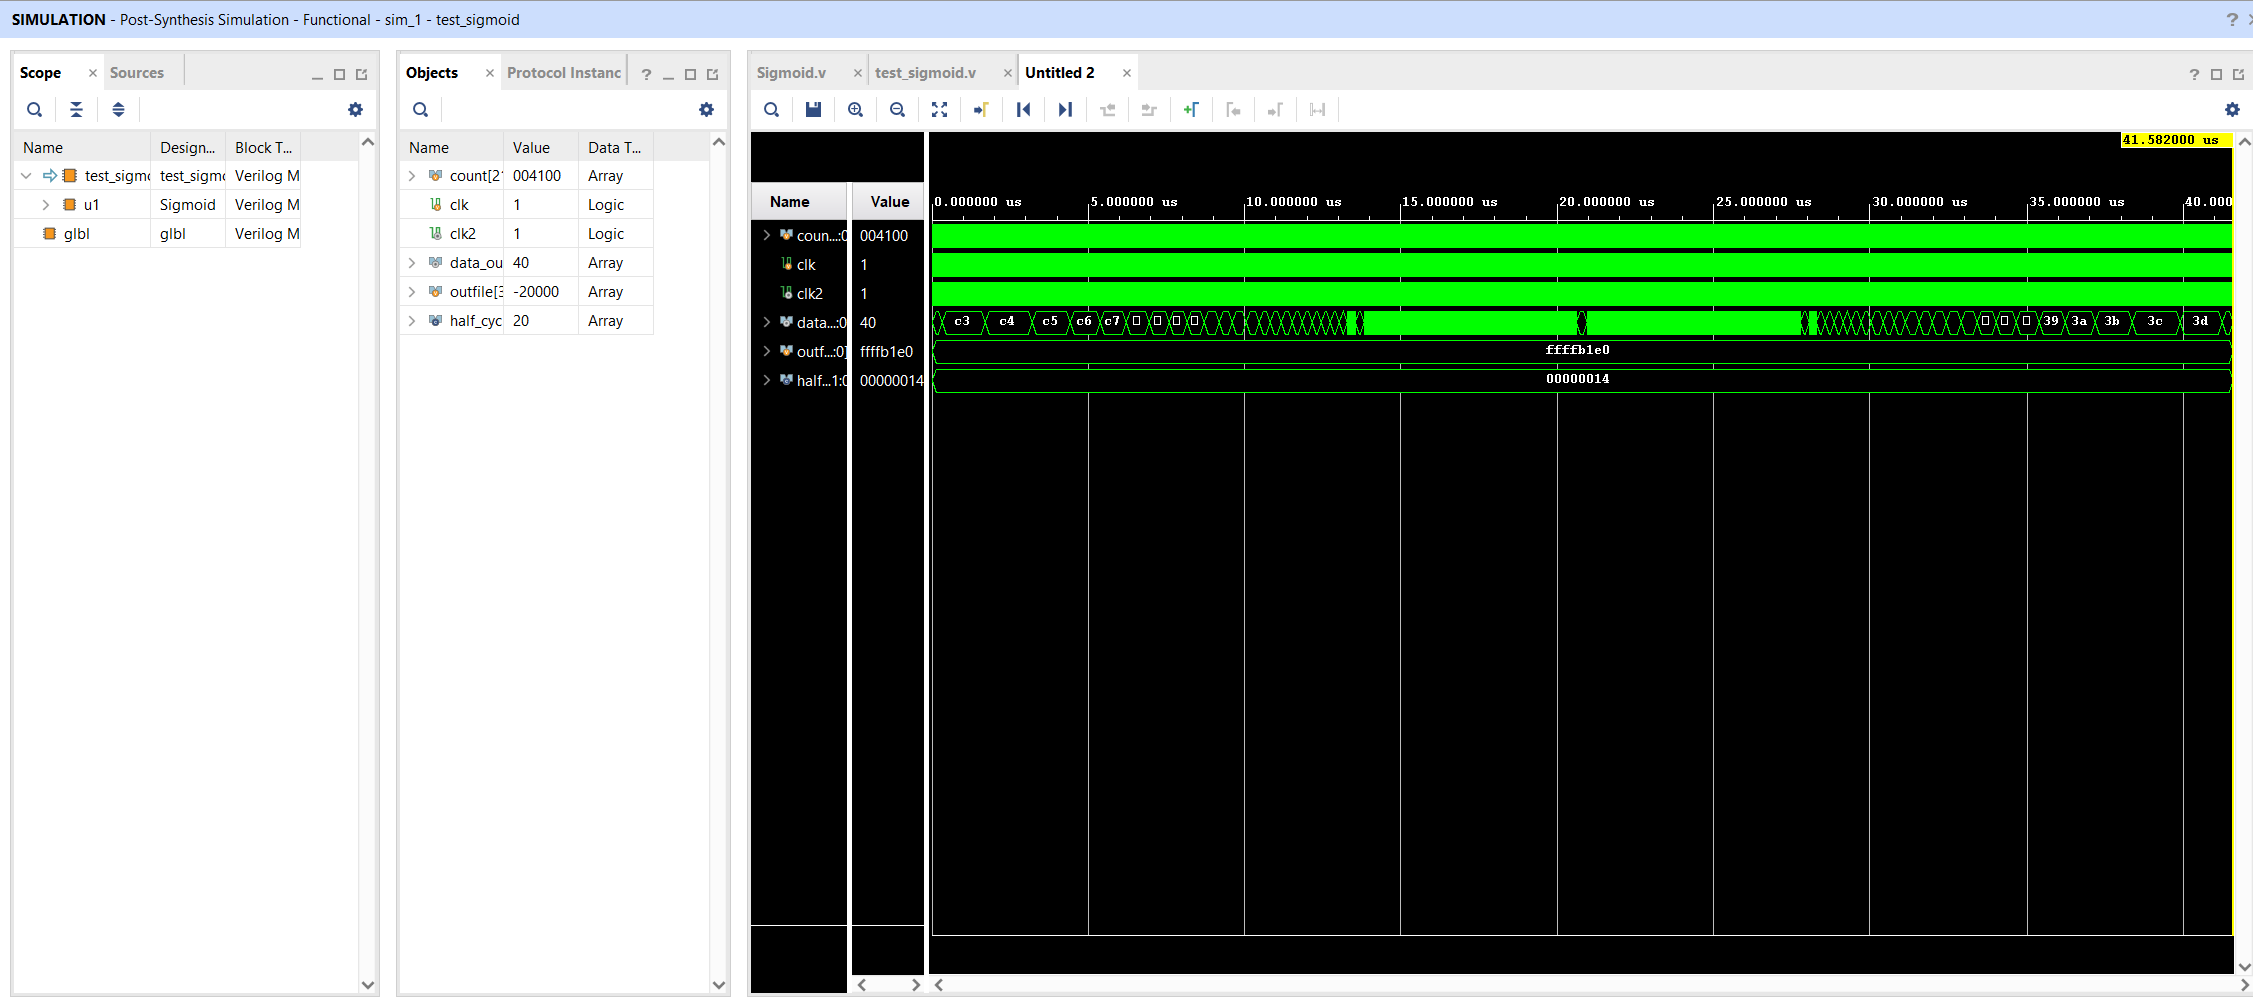 SIMULATION - Post-Synthesis Simulation - Functional - sim_1 - test_sigmoid
?
Scope
Sources
Name Design... Block T...
test_sigmo test_sigmo Verilog M
u1 Sigmoid Verilog M
glbl glbl Verilog M
Objects
Protocol Instanc
?
Name Value Data T...
count[21 004100 Array
clk 1 Logic
clk2 1 Logic
data_ou 40 Array
outfile[3 -20000 Array
half_cyc 20 Array
Sigmoid.v
test_sigmoid.v
Untitled 2
?
41.582000 us
Name Value
0.000000 us 5.000000 us 10.000000 us 15.000000 us 20.000000 us 25.000000 us 30.000000 us 35.000000 us 40.000
coun...:0 004100
clk 1
clk2 1
data...:0 40 c3 c4 c5 c6 c7 39 3a 3b 3c 3d
outf...:0] ffffb1e0 ffffb1e0
half...1:0 00000014 00000014